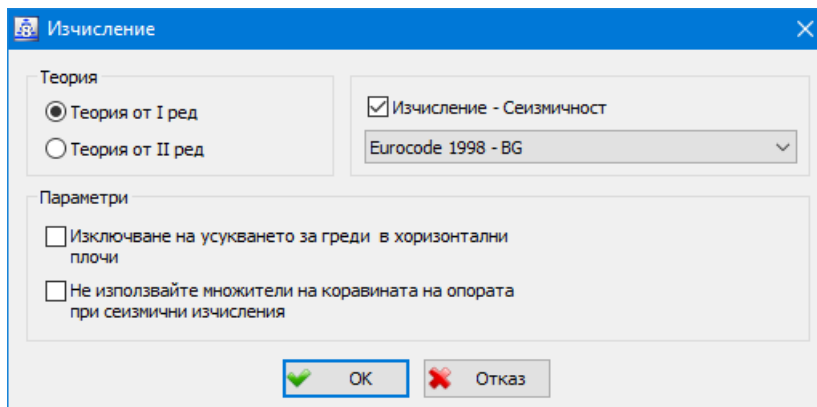 Изчисление
Теория
Теория от I ред
Теория от II ред
Изчисление - Сеизмичност
Eurocode 1998 - BG
Параметри
Изключване на усукването за греди в хоризонтални
плочи
Не използвайте множители на коравината на опората
при сеизмични изчисления
OK
Отказ